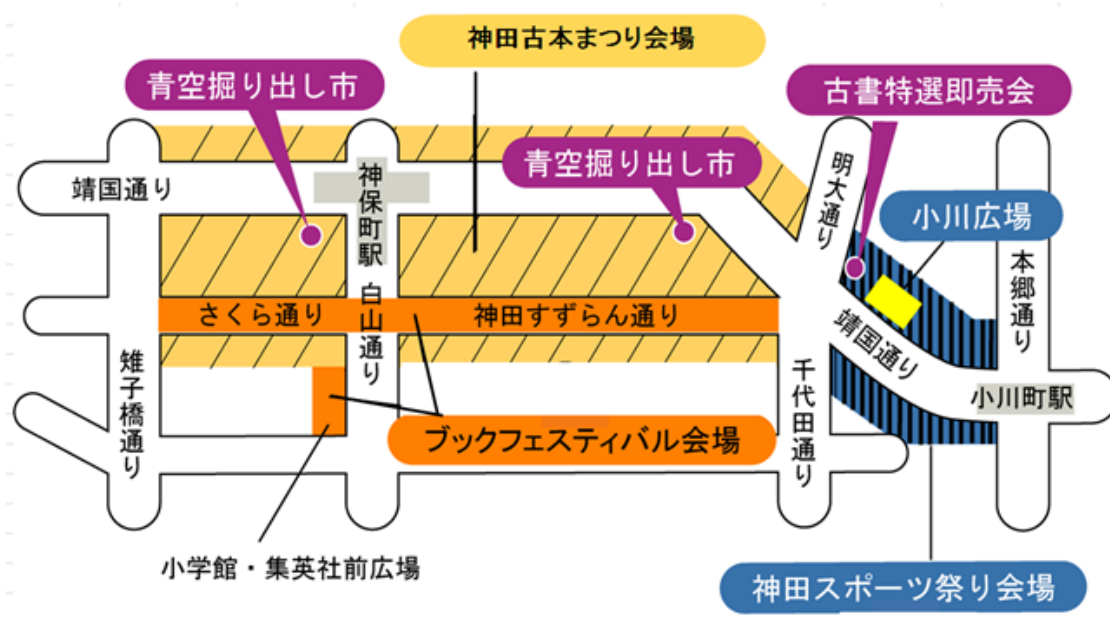 神田古本まつり会場
青空掘り出し市
古書特選即売会
青空掘り出し市
靖国通り
神保町駅
明大通り
小川広場
本郷通り
さくら通り
白山通り
神田すずらん通り
靖国通り
雉子橋通り
千代田通り
小川町駅
ブックフェスティバル会場
小学館・集英社前広場
神田スポーツ祭り会場